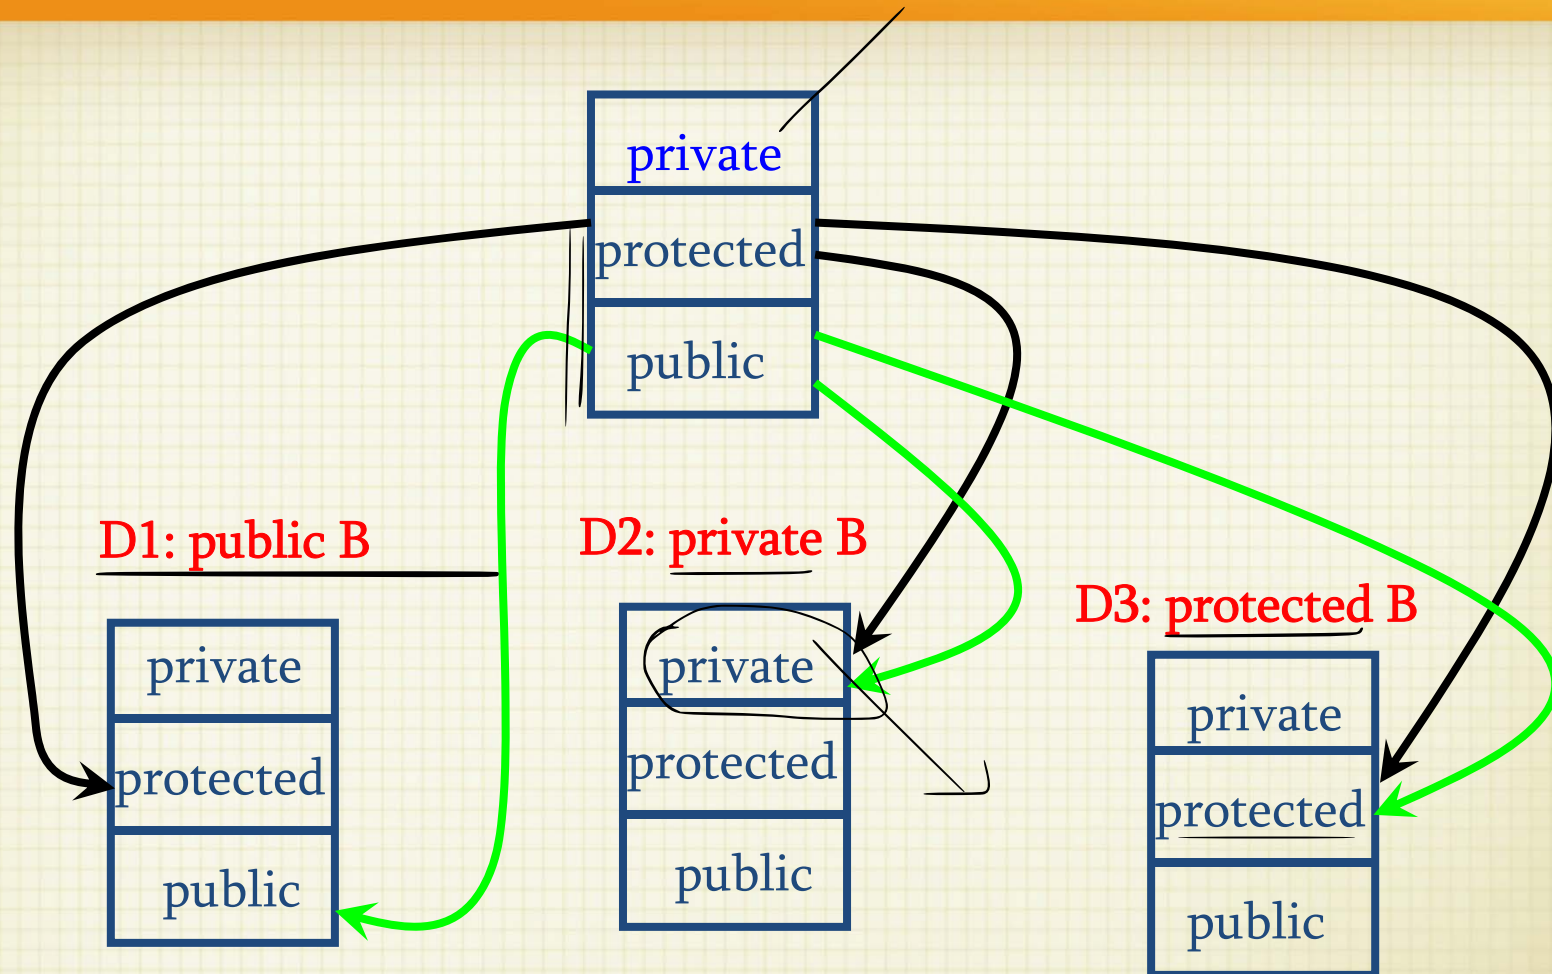 private
protected
public
D1: public B
private
protected
public
D2: private B
private
protected
public
D3: protected B
private
protected
public